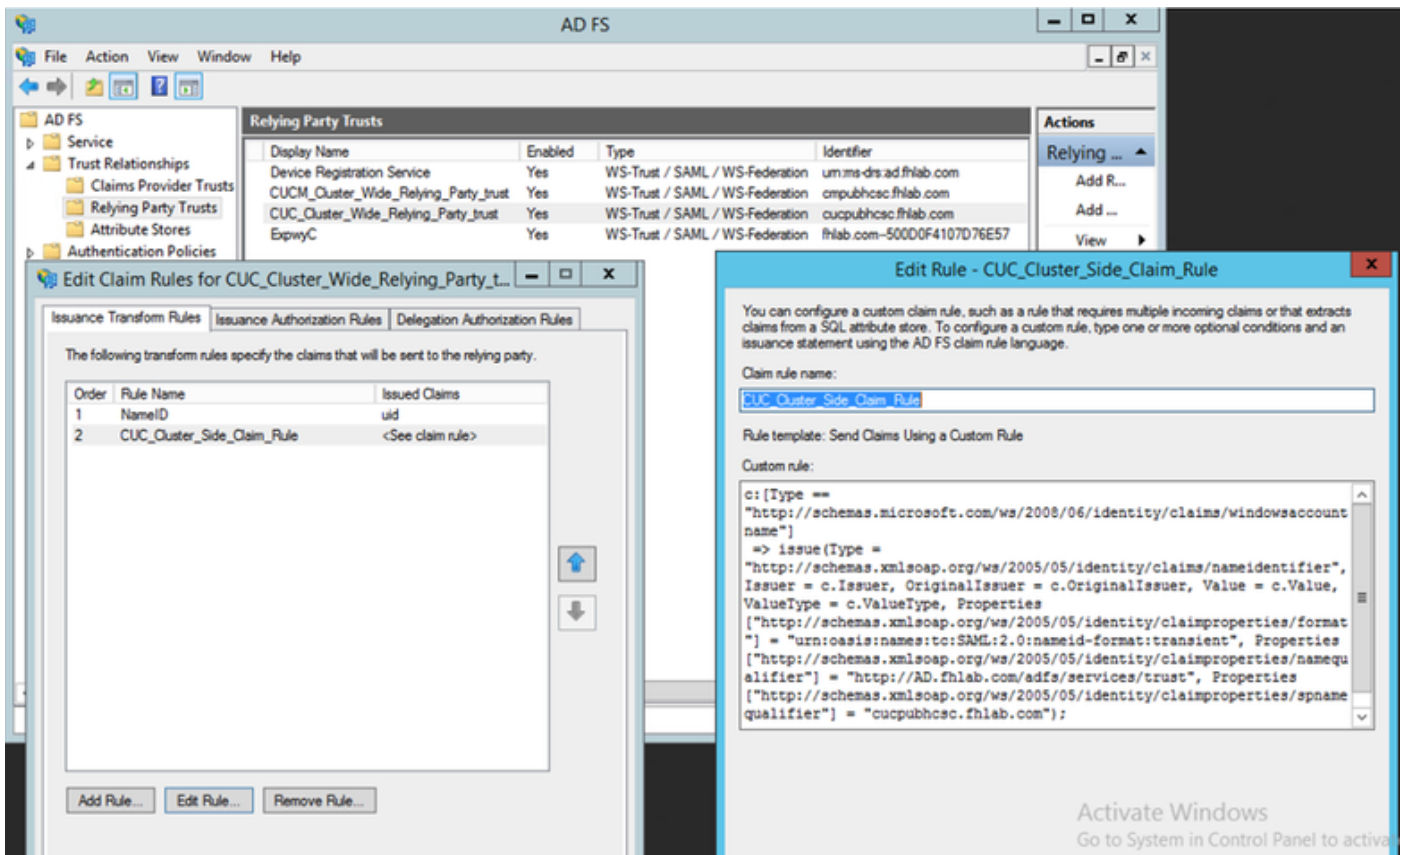 AD FS
File Action View Window Help
AD FS
Service
Trust Relationships
Claims Provider Trusts
Relying Party Trusts
Attribute Stores
Authentication Policies
Relying Party Trusts
Display Name Enabled Type Identifier
Device Registration Service Yes WS-Trust / SAML / WS-Federation urn:ms-drs:ad.fhlab.com
CUCM_Cluster_Wide_Relying_Party_trust Yes WS-Trust / SAML / WS-Federation cmpubhcsc.fhlab.com
CUC_Cluster_Wide_Relying_Party_trust Yes WS-Trust / SAML / WS-Federation cucpubhcsc.fhlab.com
ExpwyC Yes WS-Trust / SAML / WS-Federation fhlab.com--500D0F4107D76E57
Actions
Relying ...
Add R...
Add ...
View
Edit Claim Rules for CUC_Cluster_Wide_Relying_Party_t...
Issuance Transform Rules Issuance Authorization Rules Delegation Authorization Rules
The following transform rules specify the claims that will be sent to the relying party.
Order Rule Name Issued Claims
1 NameID uid
2 CUC_Cluster_Side_Claim_Rule <See claim rule>
Add Rule... Edit Rule... Remove Rule...
Edit Rule - CUC_Cluster_Side_Claim_Rule
You can configure a custom claim rule, such as a rule that requires multiple incoming claims or that extracts
claims from a SQL attribute store. To configure a custom rule, type one or more optional conditions and an
issuance statement using the AD FS claim rule language.
Claim rule name:
CUC_Cluster_Side_Claim_Rule
Rule template: Send Claims Using a Custom Rule
Custom rule:
c:[Type ==
"http://schemas.microsoft.com/ws/2008/06/identity/claims/windowsaccount
name"]
=> issue(Type =
"http://schemas.xmlsoap.org/ws/2005/05/identity/claims/nameidentifier",
Issuer = c.Issuer, OriginalIssuer = c.OriginalIssuer, Value = c.Value,
ValueType = c.ValueType, Properties
["http://schemas.xmlsoap.org/ws/2005/05/identity/claimproperties/format
"] = "urn:oasis:names:tc:SAML:2.0:nameid-format:transient", Properties
["http://schemas.xmlsoap.org/ws/2005/05/identity/claimproperties/namequ
alifier"] = "http://AD.fhlab.com/adfs/services/trust", Properties
["http://schemas.xmlsoap.org/ws/2005/05/identity/claimproperties/spname
qualifier"] = "cucpubhcsc.fhlab.com");
Activate Windows
Go to System in Control Panel to activa